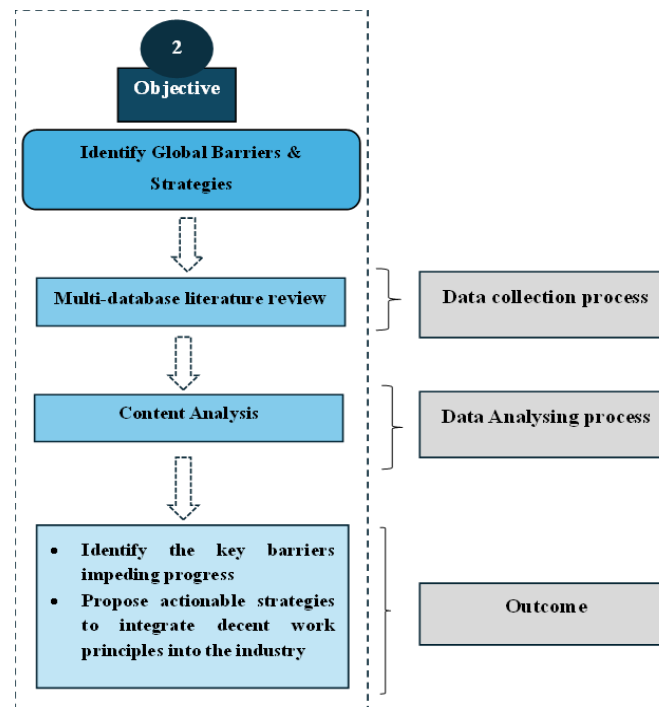 2
Objective
Identify Global Barriers &
Strategies
Multi-database literature review
Data collection process
Content Analysis
Data Analysing process
• Identify the key barriers
impeding progress
• Propose actionable strategies
to integrate decent work
principles into the industry
Outcome